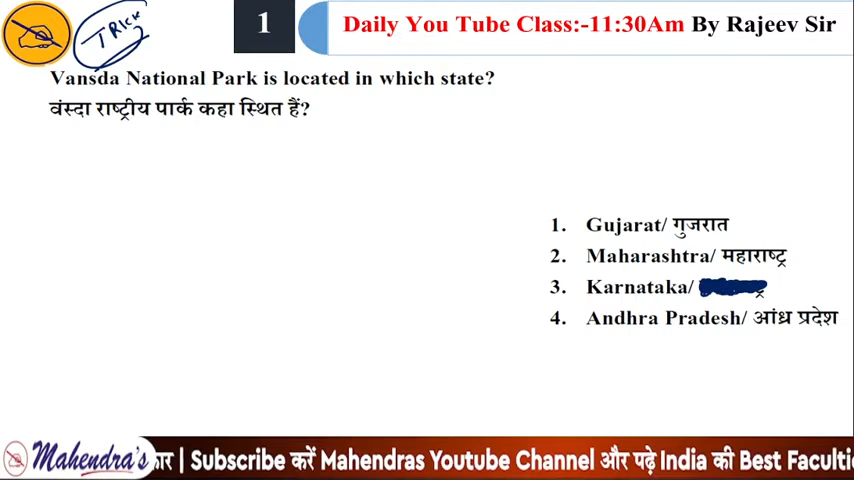 TRICK
1
Daily You Tube Class:-11:30Am By Rajeev Sir
Vansda National Park is located in which state?
वंस्दा राष्ट्रीय पार्क कहा स्थित हैं?
1. Gujarat/ गुजरात
2. Maharashtra/ महाराष्ट्र
3. Karnataka/
4. Andhra Pradesh/ आंध्र प्रदेश
Mahendra's
| Subscribe करें Mahendras Youtube Channel और पढ़े India की Best